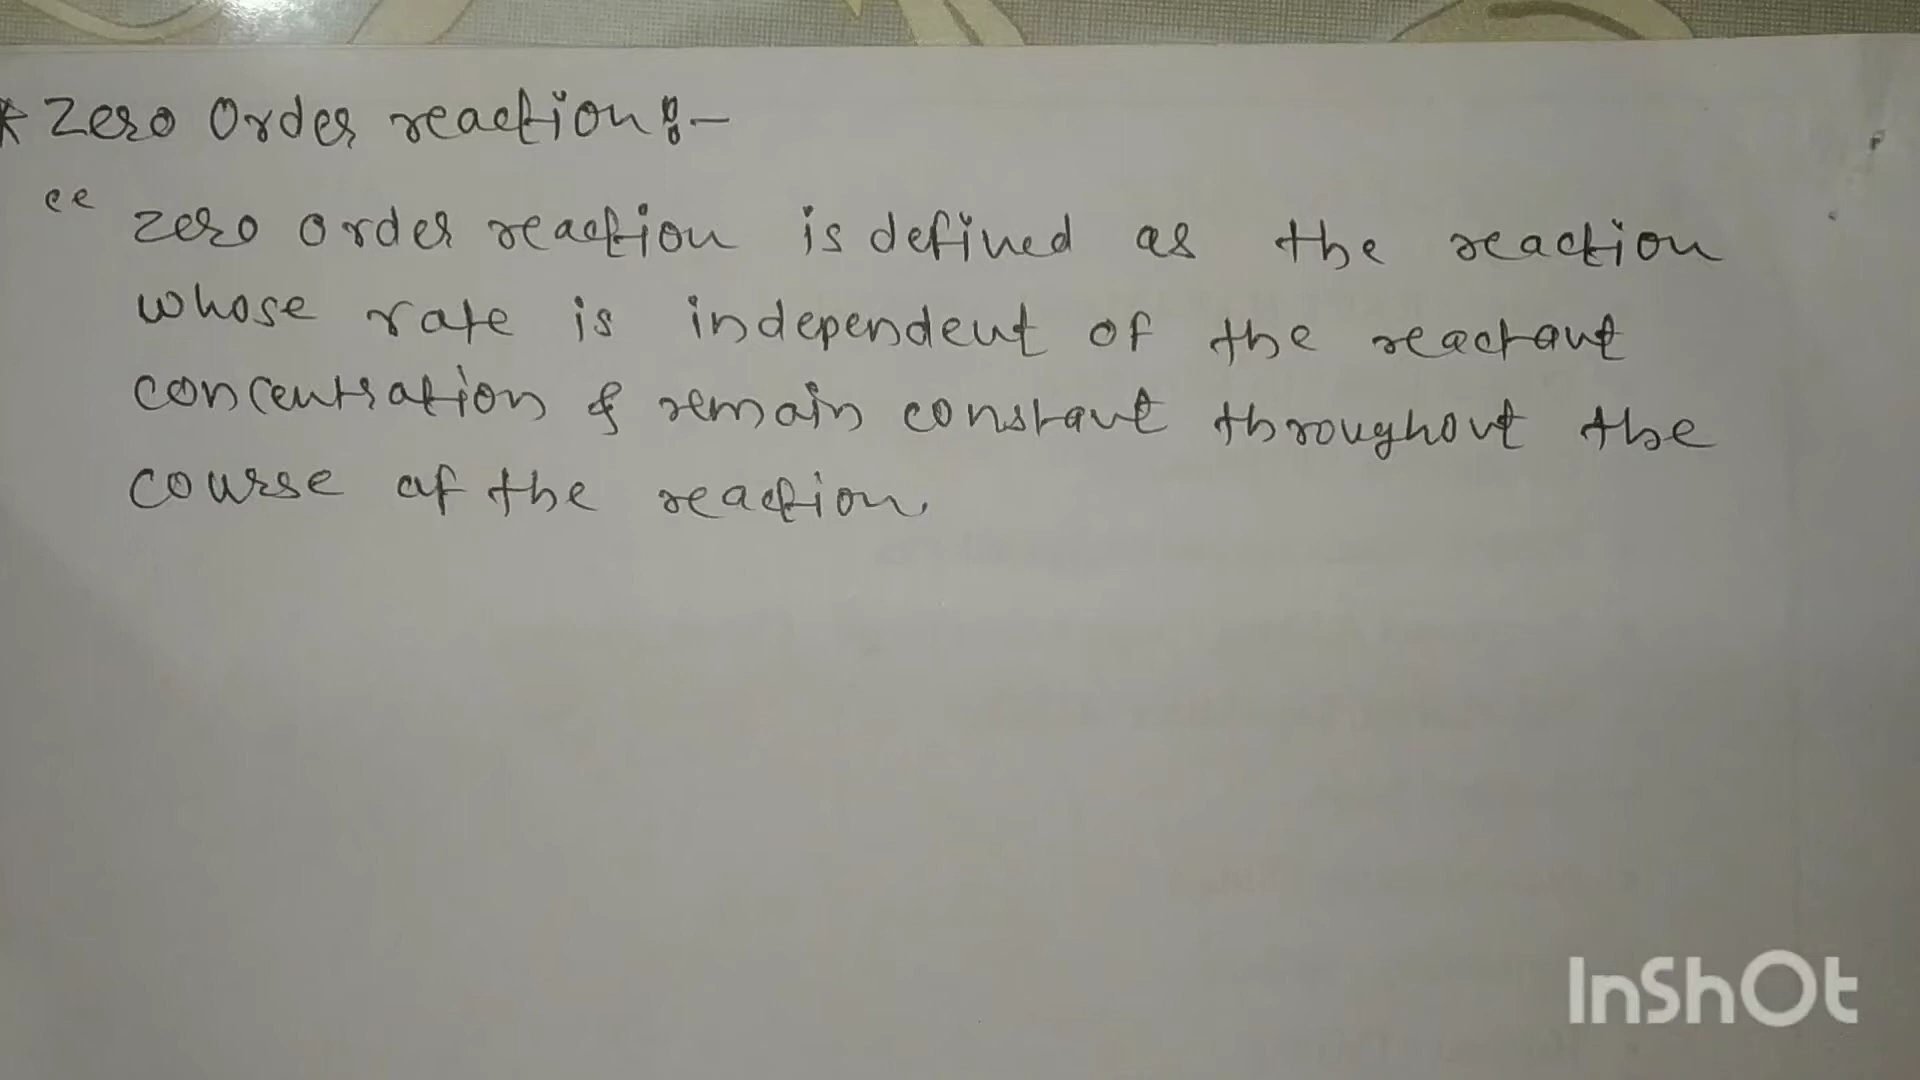 * Zero Order reaction :-
“ zero order reaction is defined as the reaction
whose rate is independent of the reactant
concentration & remain constant throughout the
course of the reaction.
InShOt